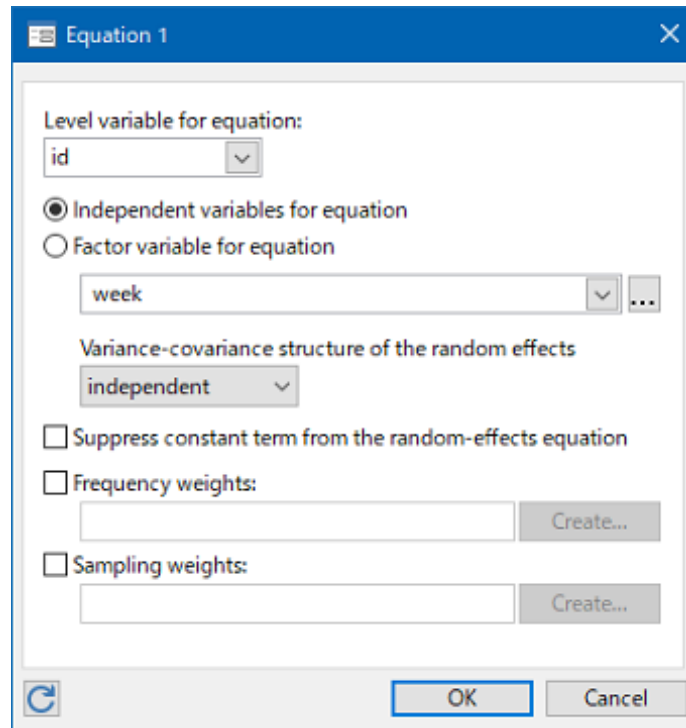 Equation 1
Level variable for equation:
id
Independent variables for equation
Factor variable for equation
week
...
Variance-covariance structure of the random effects
independent
Suppress constant term from the random-effects equation
Frequency weights:
Create...
Sampling weights:
Create...
OK Cancel